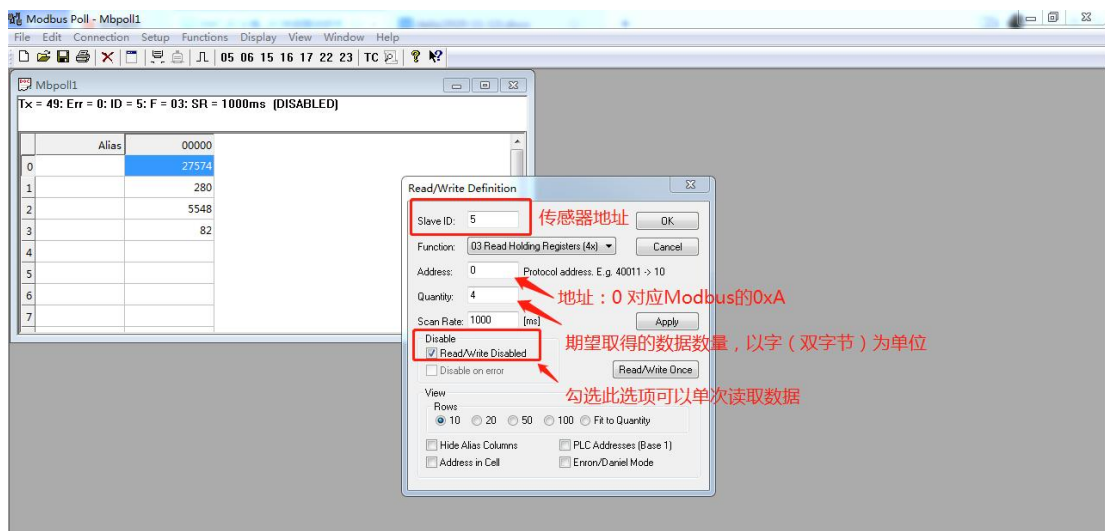 Modbus Poll - Mbpoll1
File Edit Connection Setup Functions Display View Window Help
05 06 15 16 17 22 23 TC
Mbpoll1
Tx = 49: Err = 0: ID = 5: F = 03: SR = 1000ms (DISABLED)
Alias 00000
0 27574
1 280
2 5548
3 82
4
5
6
7
Read/Write Definition
Slave ID: 5 传感器地址 OK
Function: 03 Read Holding Registers (4x) Cancel
Address: 0 Protocol address. E.g. 40011 -> 10
Quantity: 4 地址：0 对应Modbus的0xA
Scan Rate: 1000 [ms] Apply
期望取得的数据数量，以字（双字节）为单位
Disable
Read/Write Disabled
Disable on error Read/Write Once
勾选此选项可以单次读取数据
View
Rows
10 20 50 100 Fit to Quantity
Hide Alias Columns PLC Addresses (Base 1)
Address in Cell Enron/Daniel Mode